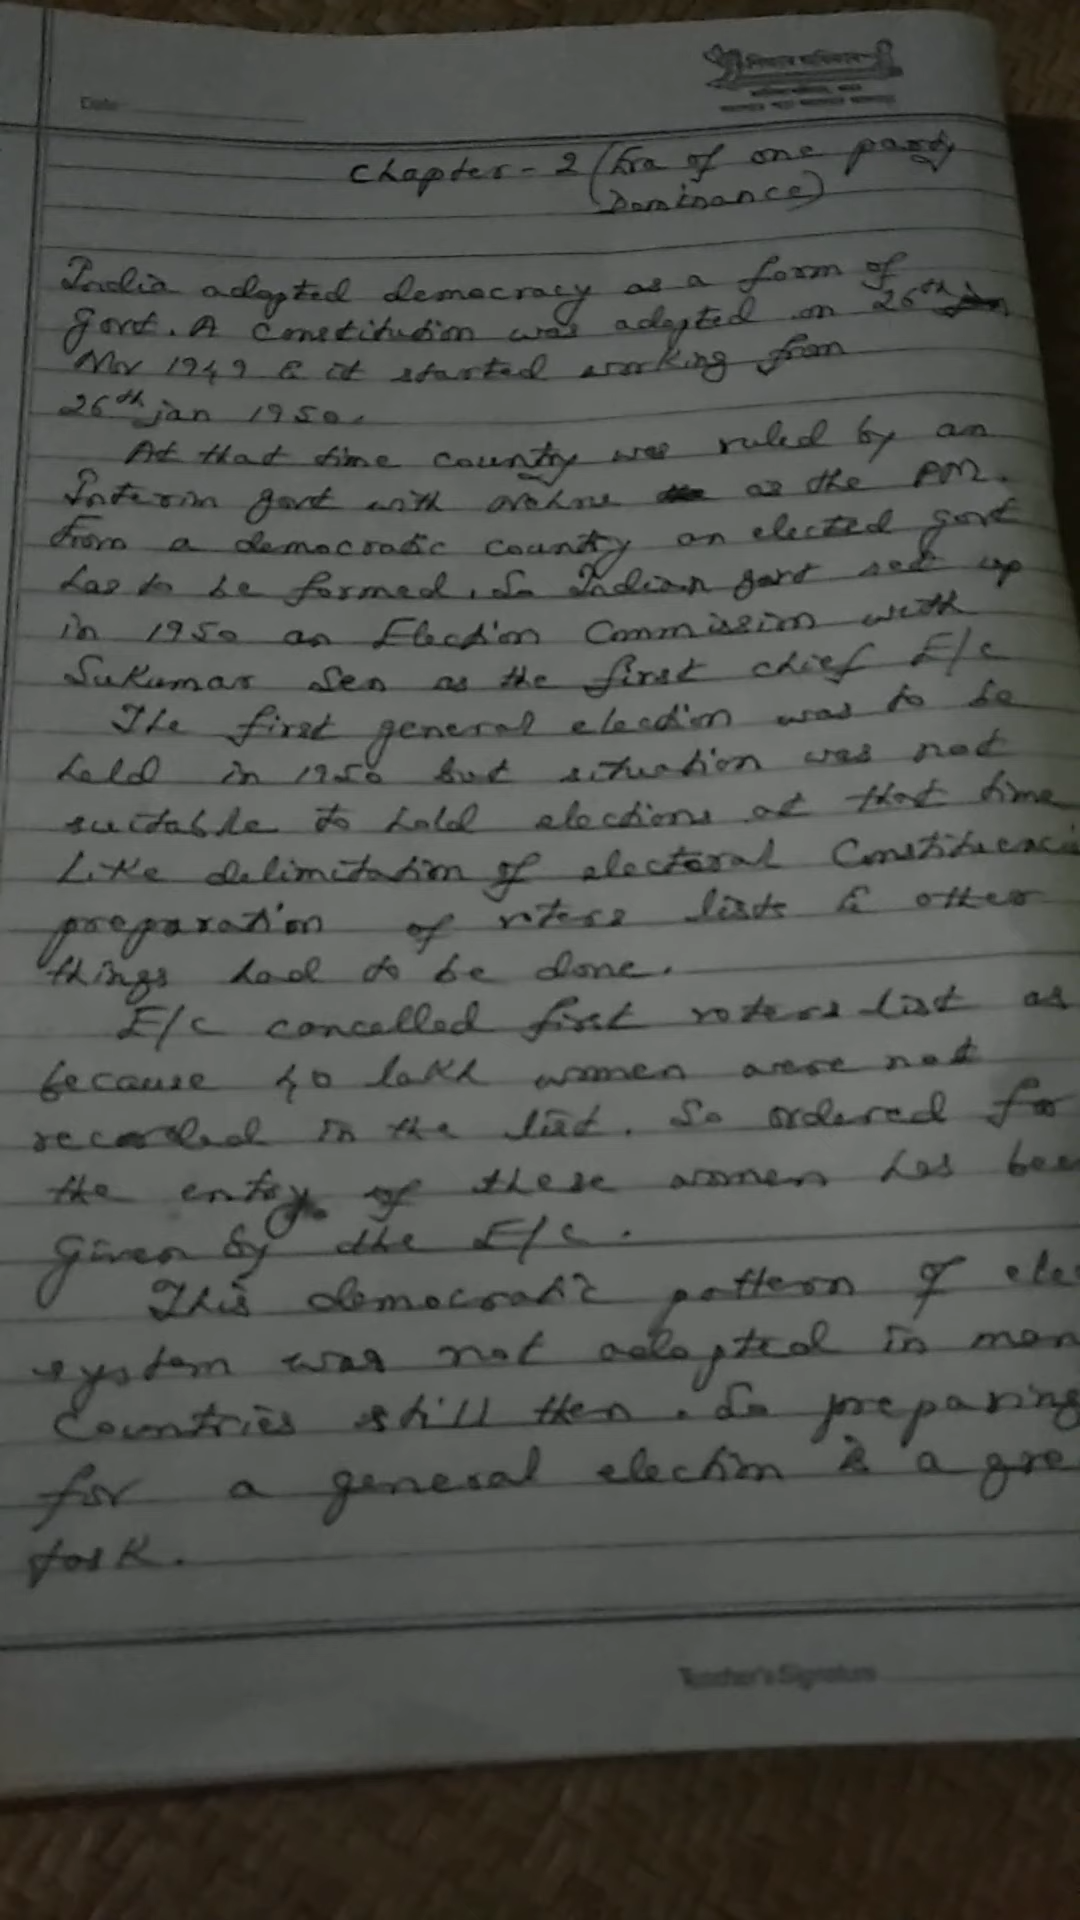 Date
Chapter - 2 (Era of one party
Dominance)
India adopted democracy as a form of
govt. A Constitution was adopted on 26th
Nov 1949 & it started working from
26th jan 1950.
At that time country was ruled by an
Interim govt with as the PM.
From a democratic country an elected govt
has to be formed. So Indian govt set up
in 1950 an Election Commission with
Sukumar Sen as the first chief E/C
The first general election was to be
held in 1950 but situation was not
suitable to hold elections at that time
Like delimitation of electoral Constituenci
preparation of voters lists & other
things had to be done.
E/C cancelled first voters list as
because 40 lakh women were not
recorded in the list. So ordered for
the entry of these women has bee
given by the E/C.
This democratic pattern of ele
system was not adopted in man
Countries still then. So preparing
for a general election is a gre
task.
Teacher's Signature